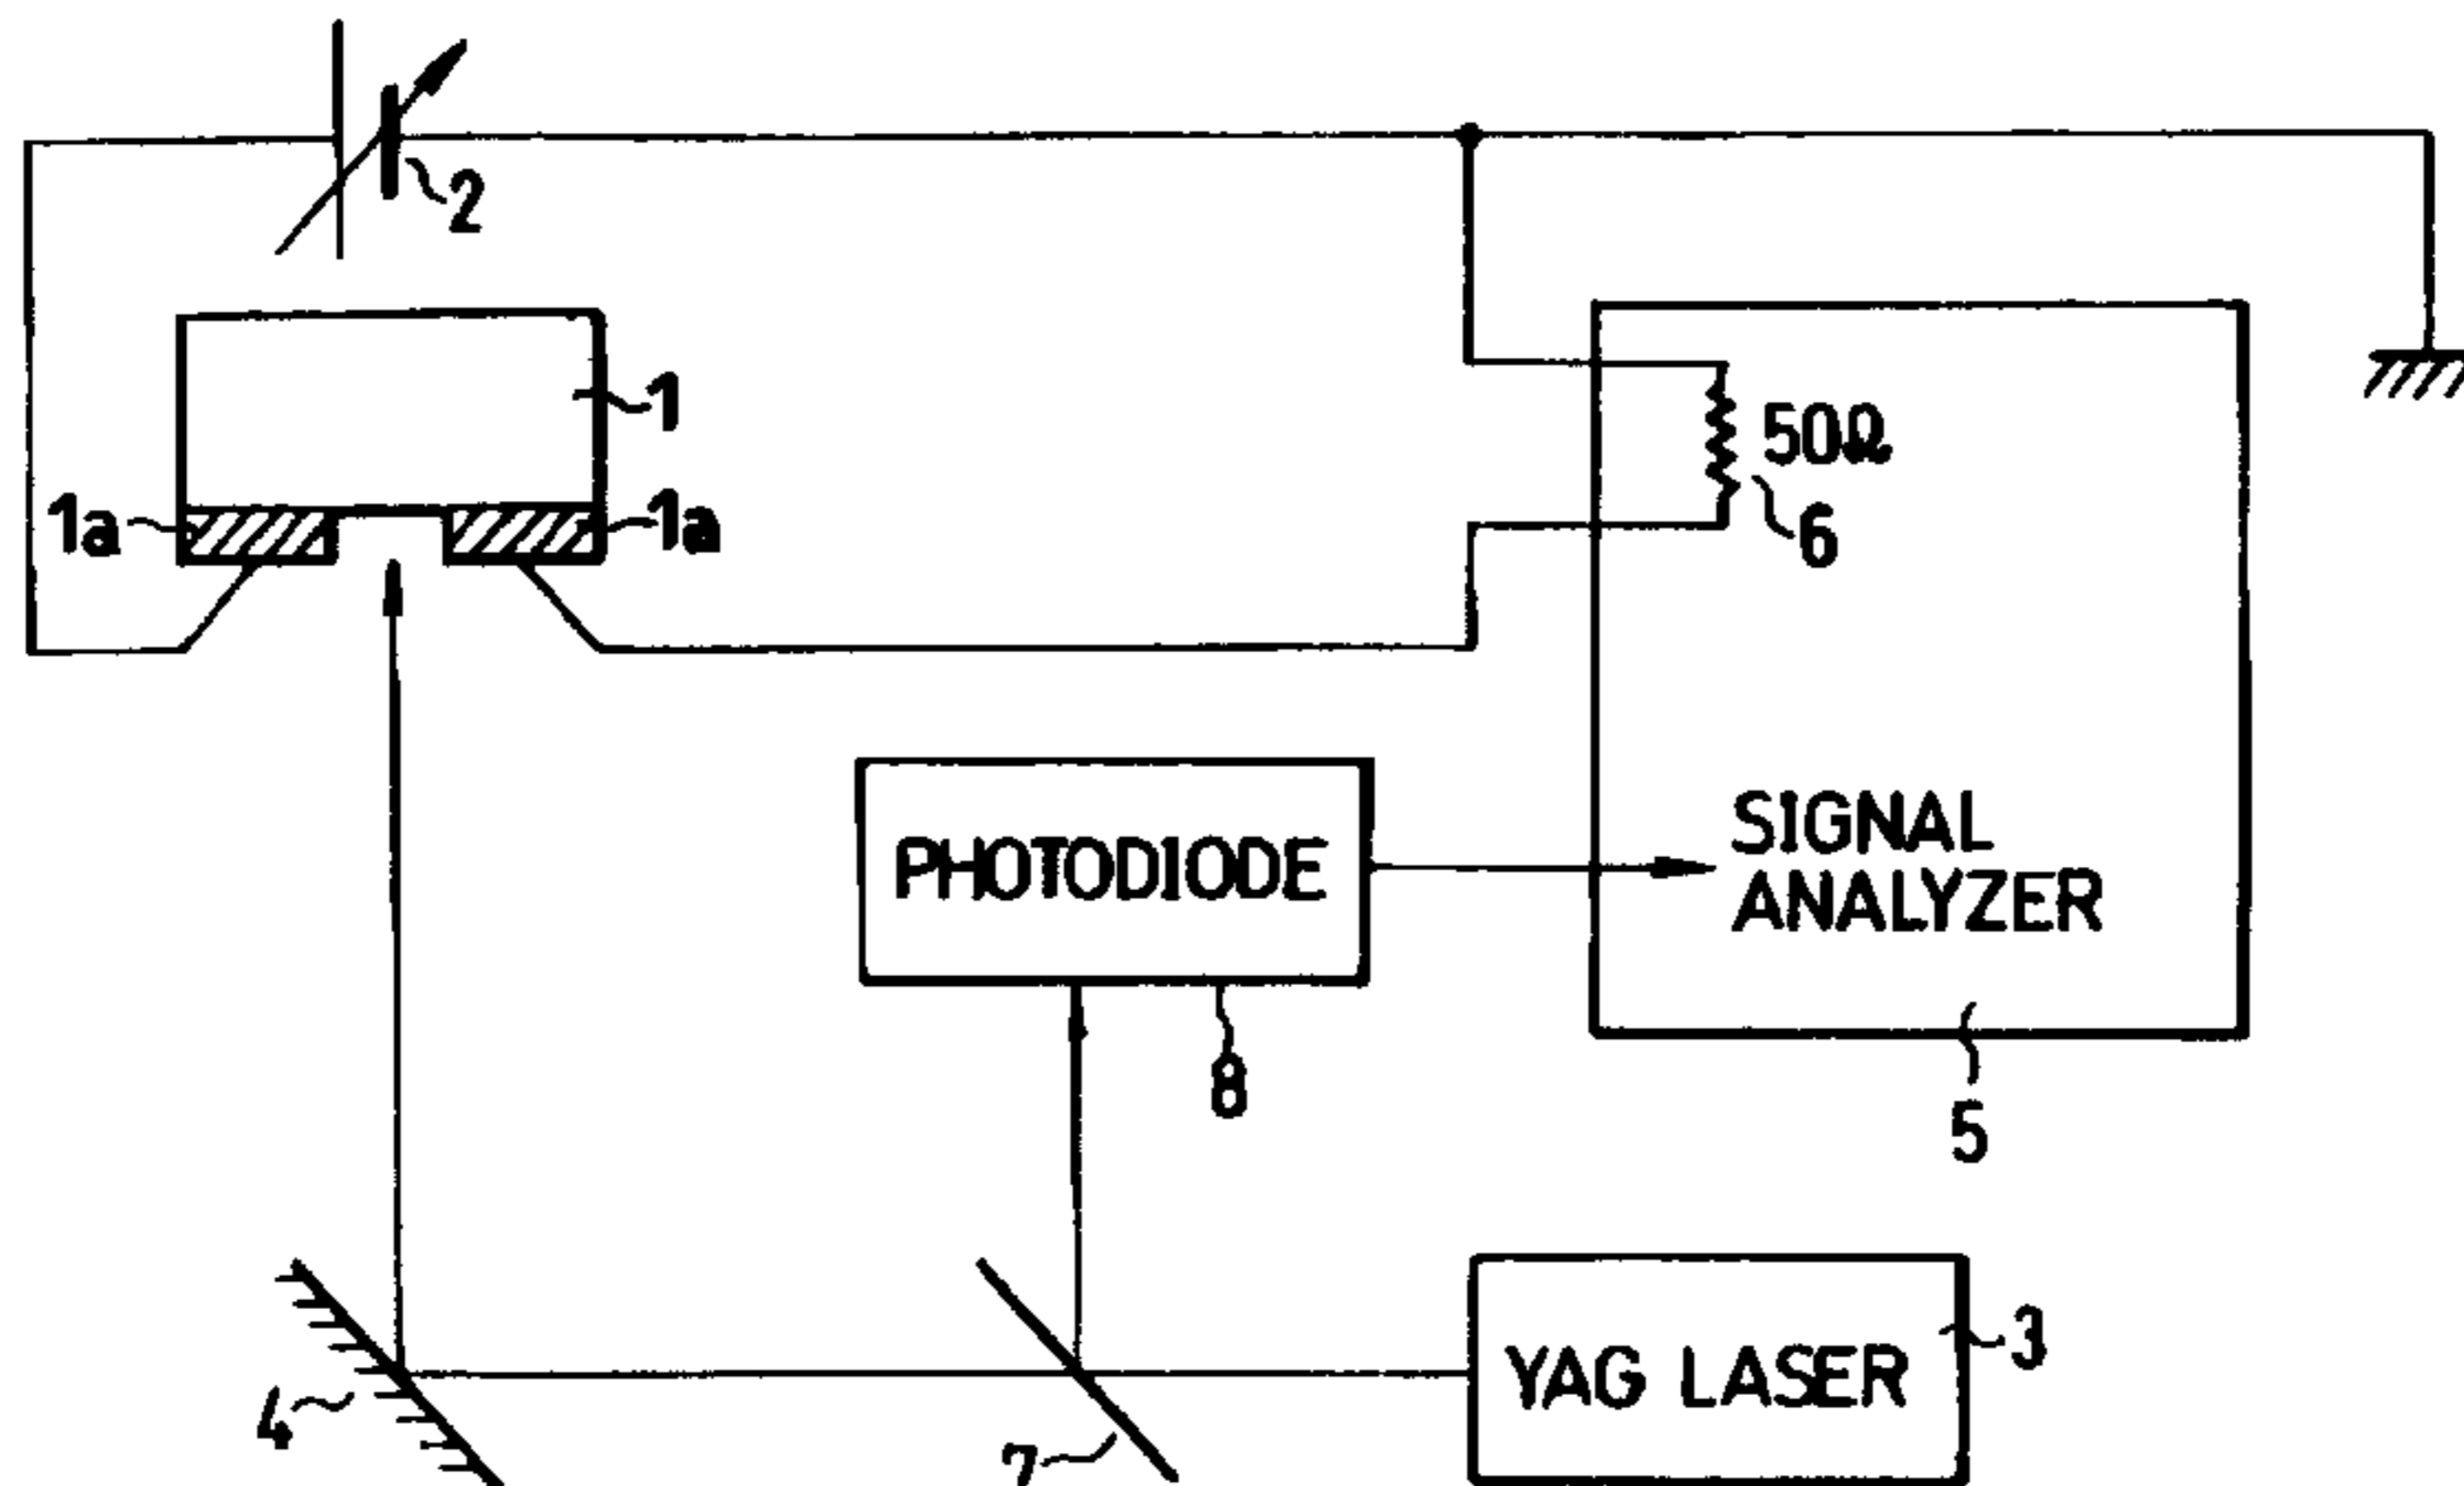 2
1
50Ω
1a
1a
6
PHOTODIODE
SIGNAL
ANALYZER
8
5
3
YAG LASER
4
7